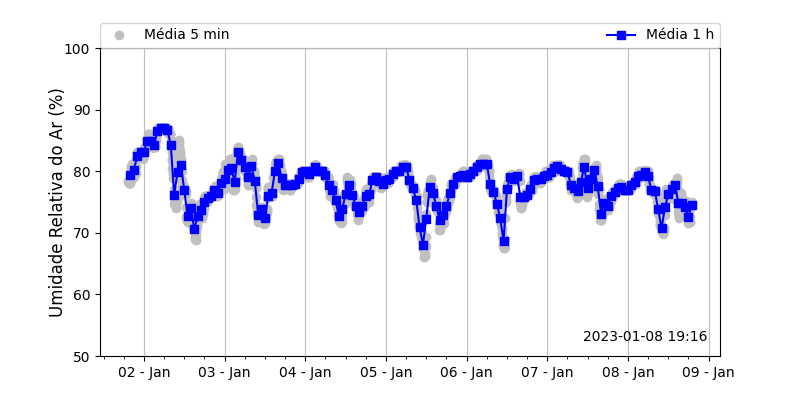 Média 5 min
Média 1 h
Umidade Relativa do Ar (%)
100
90
80
70
60
50
2023-01-08 19:16
02 - Jan
03 - Jan
04 - Jan
05 - Jan
06 - Jan
07 - Jan
08 - Jan
09 - Jan